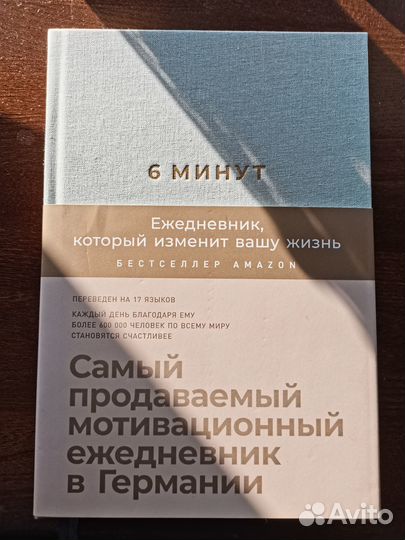 6 МИНУТ
Ежедневник,
который изменит вашу жизнь
БЕСТСЕЛЛЕР AMAZON
ПЕРЕВЕДЕН НА 17 ЯЗЫКОВ
КАЖДЫЙ ДЕНЬ БЛАГОДАРЯ ЕМУ
БОЛЕЕ 600 000 ЧЕЛОВЕК ПО ВСЕМУ МИРУ
СТАНОВЯТСЯ СЧАСТЛИВЕЕ
Самый
продаваемый
мотивационный
ежедневник
в Германии
Avito